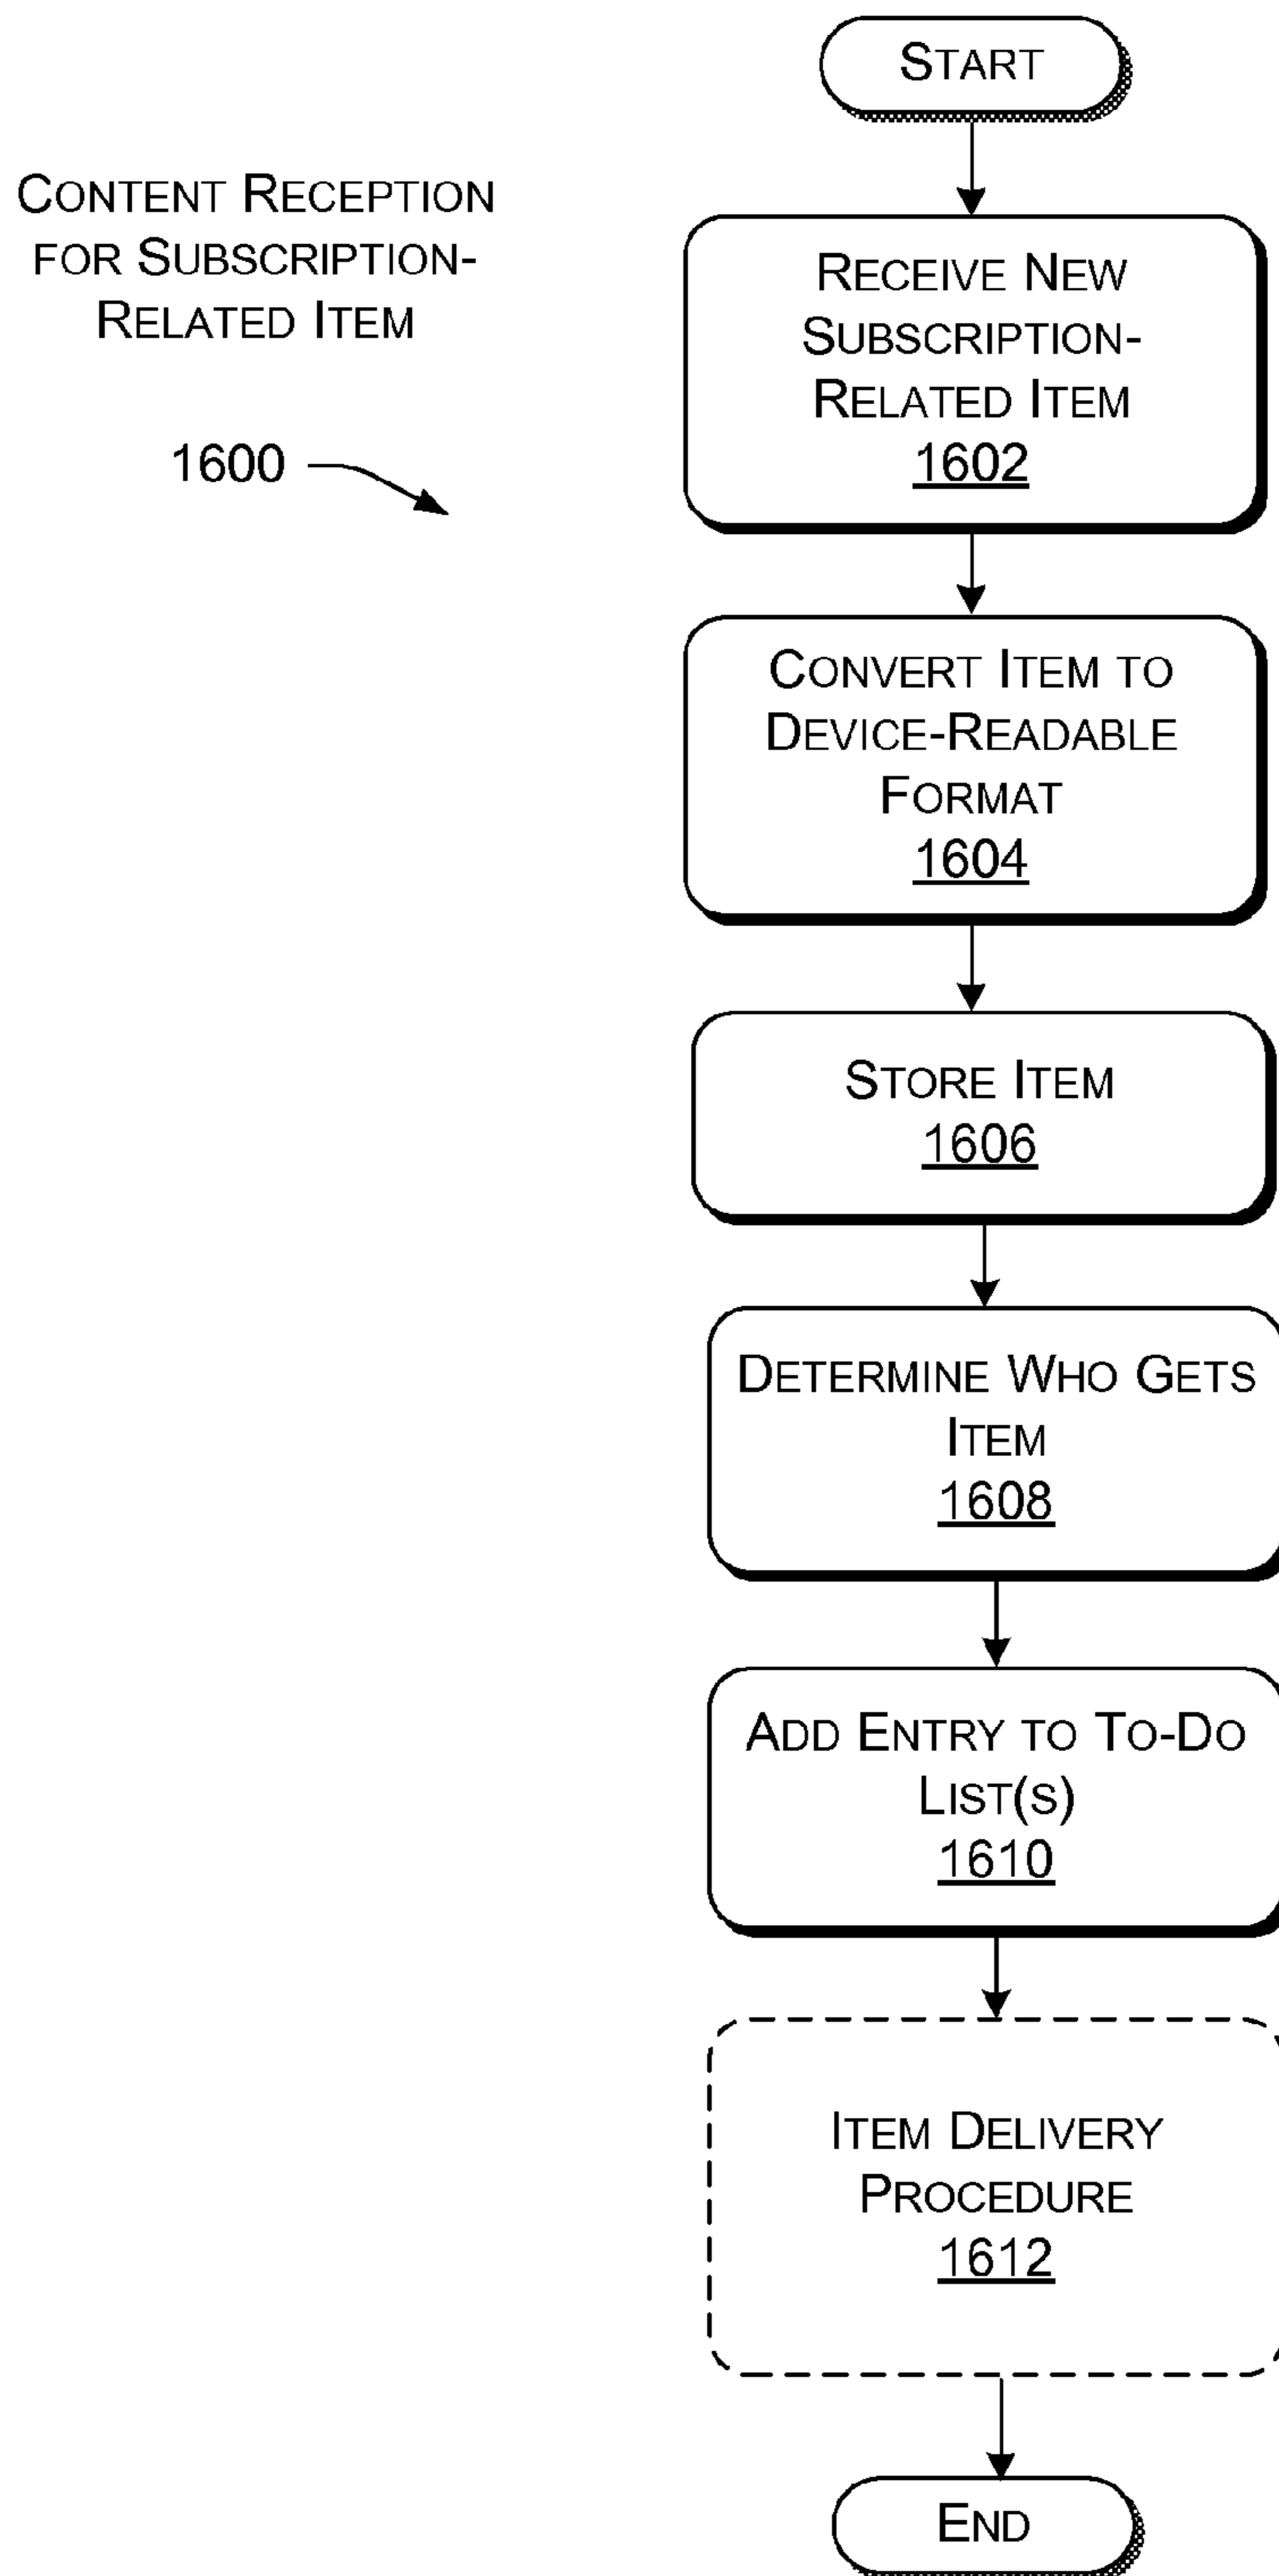 START
CONTENT RECEPTION
FOR SUBSCRIPTION-
RELATED ITEM
1600
RECEIVE NEW
SUBSCRIPTION-
RELATED ITEM
1602
CONVERT ITEM TO
DEVICE-READABLE
FORMAT
1604
STORE ITEM
1606
DETERMINE WHO GETS
ITEM
1608
ADD ENTRY TO TO-DO
LIST(S)
1610
ITEM DELIVERY
PROCEDURE
1612
END